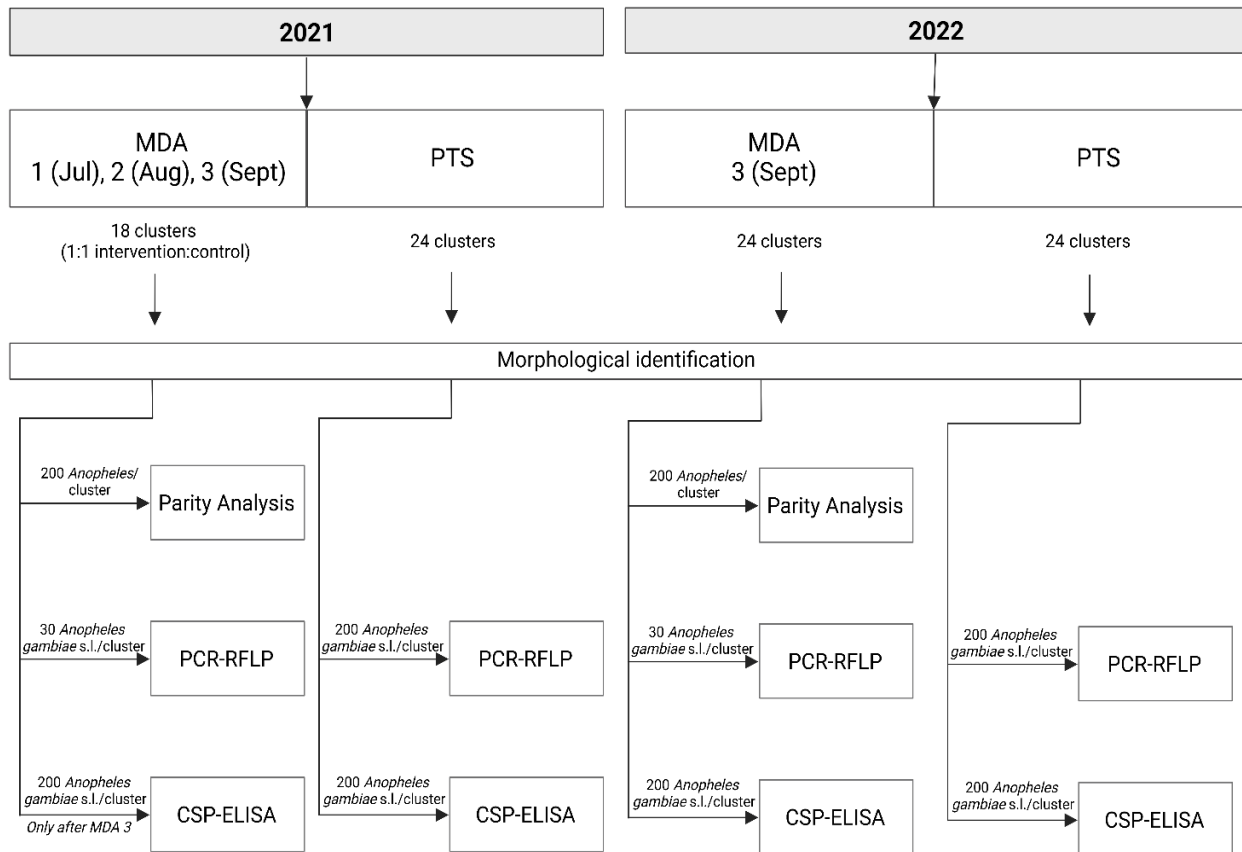 2021
2022
MDA
1 (Jul), 2 (Aug), 3 (Sept)
PTS
MDA
3 (Sept)
PTS
18 clusters
(1:1 intervention:control)
24 clusters
24 clusters
24 clusters
Morphological identification
200 Anopheles/
cluster
Parity Analysis
200 Anopheles/
cluster
Parity Analysis
30 Anopheles
gambiae s.l./cluster
PCR-RFLP
200 Anopheles
gambiae s.l./cluster
PCR-RFLP
30 Anopheles
gambiae s.l./cluster
PCR-RFLP
200 Anopheles
gambiae s.l./cluster
PCR-RFLP
200 Anopheles
gambiae s.l./cluster
Only after MDA 3
CSP-ELISA
200 Anopheles
gambiae s.l./cluster
CSP-ELISA
200 Anopheles
gambiae s.l./cluster
CSP-ELISA
200 Anopheles
gambiae s.l./cluster
CSP-ELISA